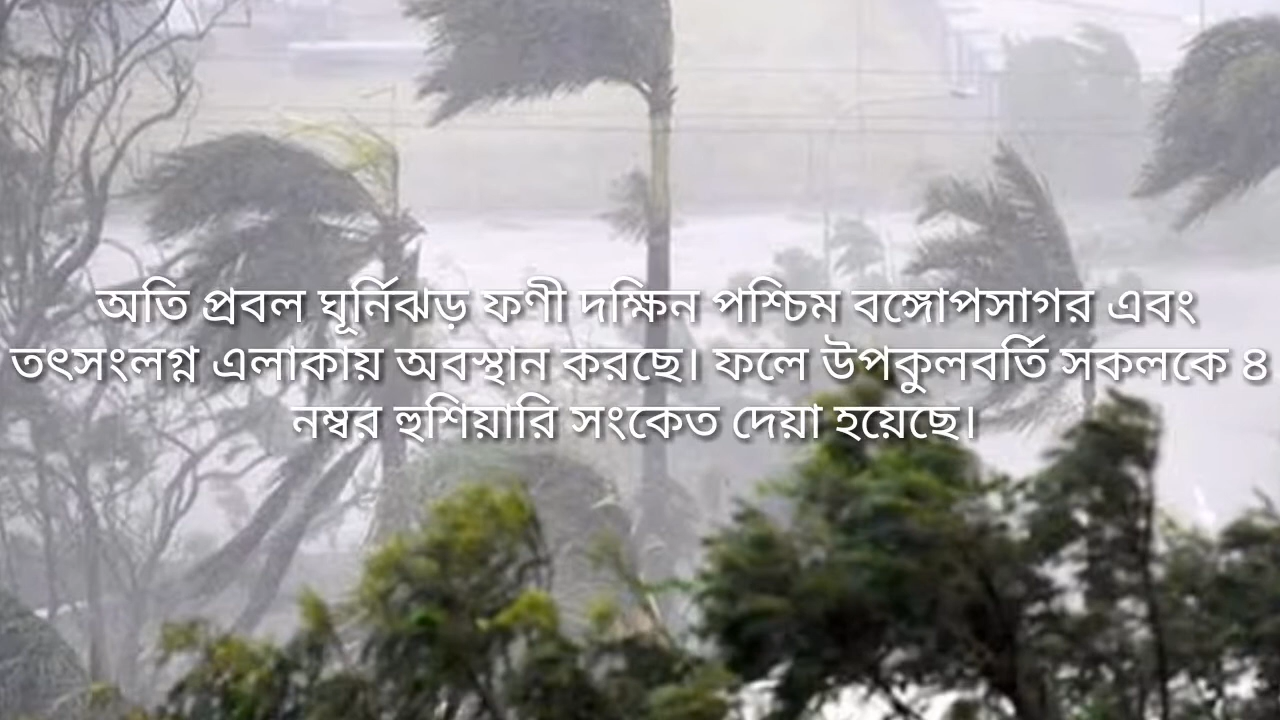 অতি প্রবল ঘূর্নিঝড় ফণী দক্ষিন পশ্চিম বঙ্গোপসাগর এবং
তৎসংলগ্ন এলাকায় অবস্থান করছে। ফলে উপকুলবর্তি সকলকে ৪
নম্বর হুশিয়ারি সংকেত দেয়া হয়েছে।